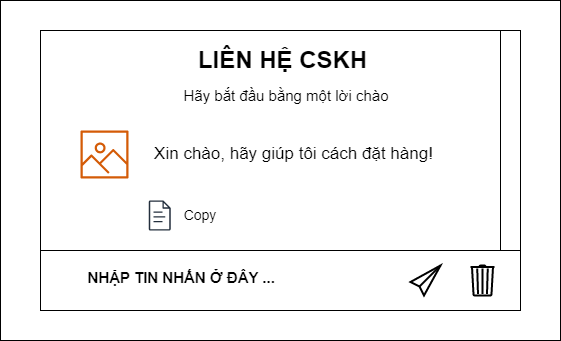 LIÊN HỆ CSKH
Hãy bắt đầu bằng một lời chào
Xin chào, hãy giúp tôi cách đặt hàng!
Copy
NHẬP TIN NHẮN Ở ĐÂY ...